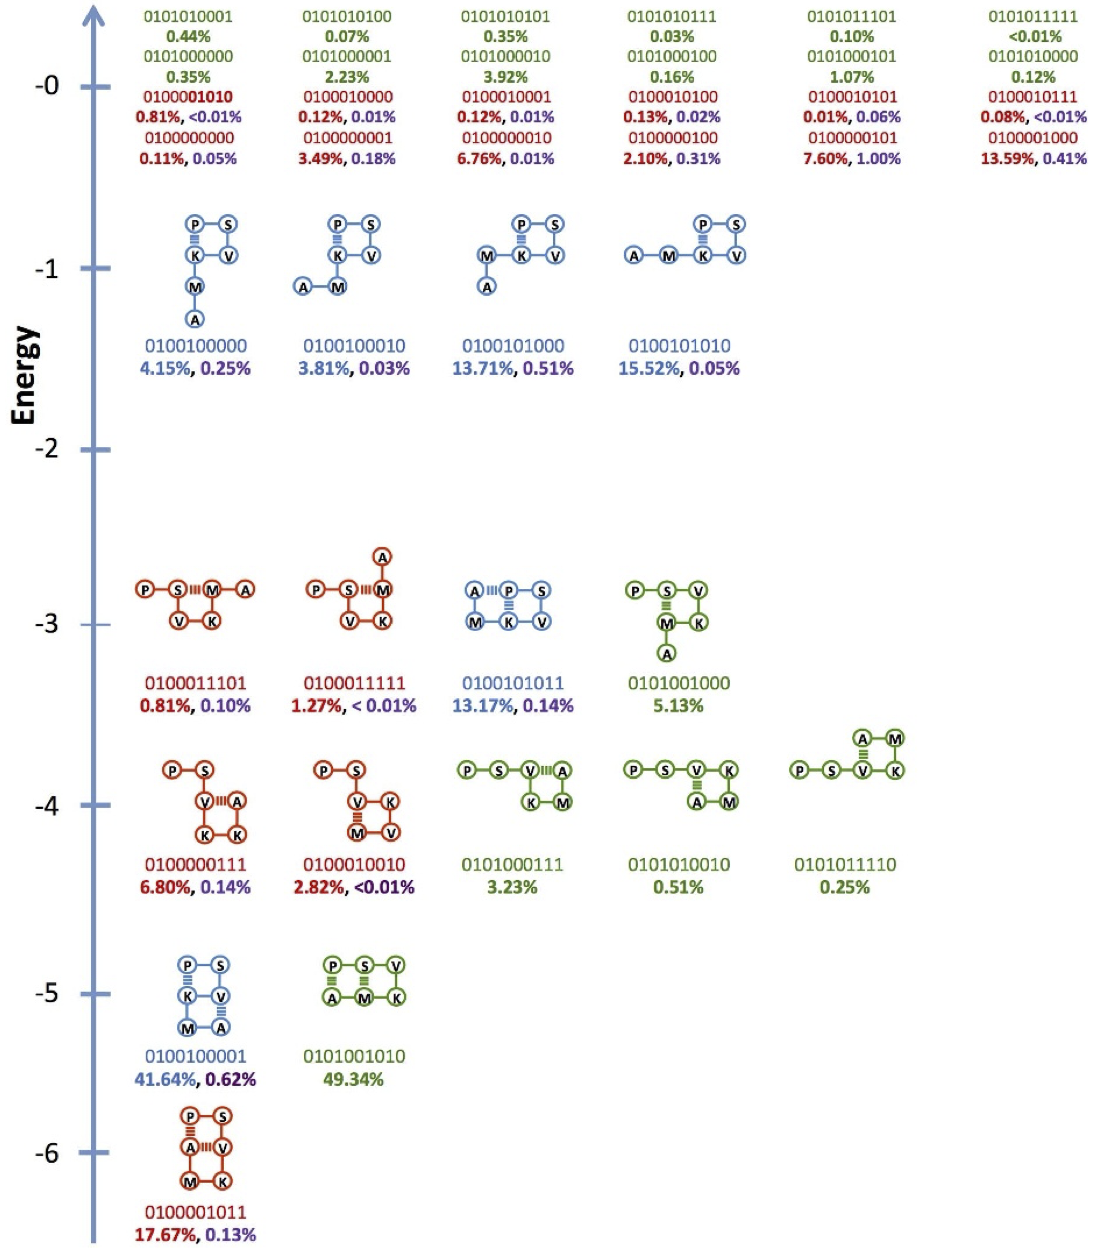 0101010001 0101010100 0101010101 0101010111 0101011101 0101011111
0.44% 0.07% 0.35% 0.03% 0.10% <0.01%
0101000000 0101000001 0101000010 0101000100 0101000101 0101010000
0.35% 2.23% 3.92% 0.16% 1.07% 0.12%
-0
0100001010 0100010000 0100010001 0100010100 0100010101 0100010111
0.81%, <0.01% 0.12%, 0.01% 0.12%, 0.01% 0.13%, 0.02% 0.01%, 0.06% 0.08%, <0.01%
0100000000 0100000001 0100000010 0100000100 0100000101 0100001000
0.11%, 0.05% 3.49%, 0.18% 6.76%, 0.01% 2.10%, 0.31% 7.60%, 1.00% 13.59%, 0.41%
P S P S P S P S
K V K V M K V A M K V
-1
M A M A
A
0100100000 0100100010 0100101000 0100101010
4.15%, 0.25% 3.81%, 0.03% 13.71%, 0.51% 15.52%, 0.05%
Energy
-2
A
P S M A P S M A P S P S V
V K V K M K V M K
-3
A
0100011101 0100011111 0100101011 0101001000
0.81%, 0.10% 1.27%, < 0.01% 13.17%, 0.14% 5.13%
A M
P S P S P S V A P S V K P S V K
V A V K K M A M
-4
K K M V
0100000111 0100010010 0101000111 0101010010 0101011110
6.80%, 0.14% 2.82%, <0.01% 3.23% 0.51% 0.25%
P S P S V
K V A M K
-5
M A
0100100001 0101001010
41.64%, 0.62% 49.34%
P S
A V
-6
M K
0100001011
17.67%, 0.13%